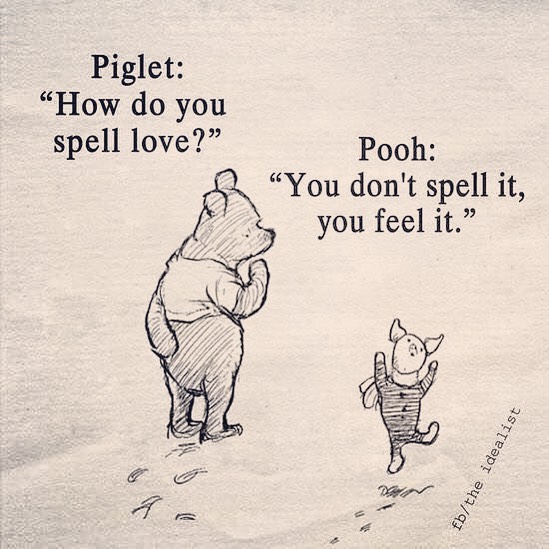 Piglet:
“How do you
spell love?”
Pooh:
“You don't spell it,
you feel it.”
fb/the idealist